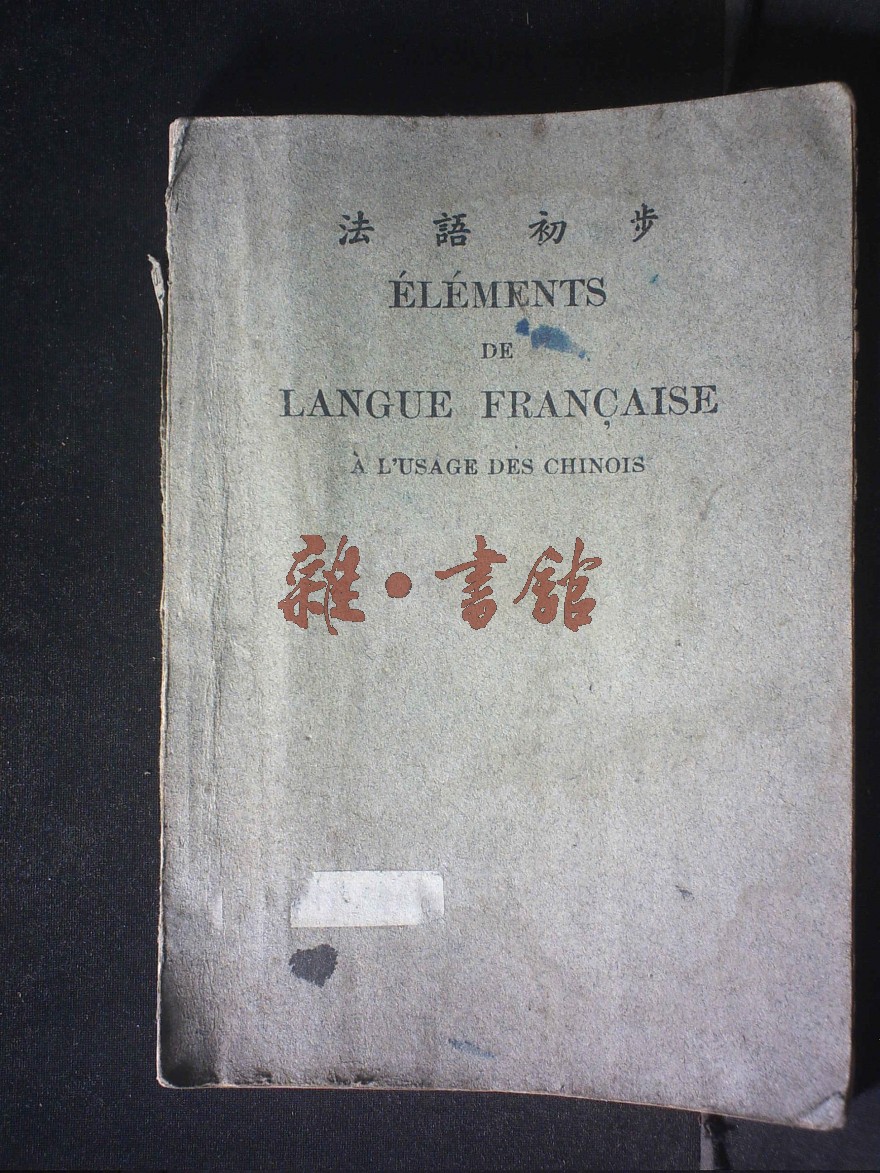 法語初步
ÉLÉMENTS
DE
LANGUE FRANÇAISE
À L'USAGE DES CHINOIS
雜·書館